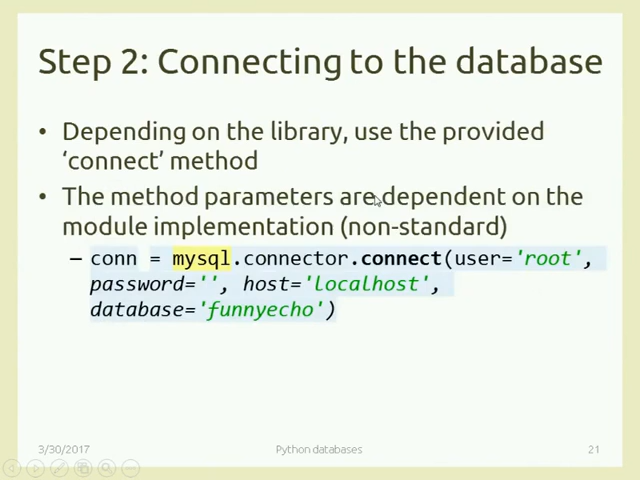 Step 2: Connecting to the database
• Depending on the library, use the provided
‘connect’ method
• The method parameters are dependent on the
module implementation (non-standard)
– conn = mysql.connector.connect(user='root',
password='', host='localhost',
database='funnyecho')
3/30/2017
Python databases
21